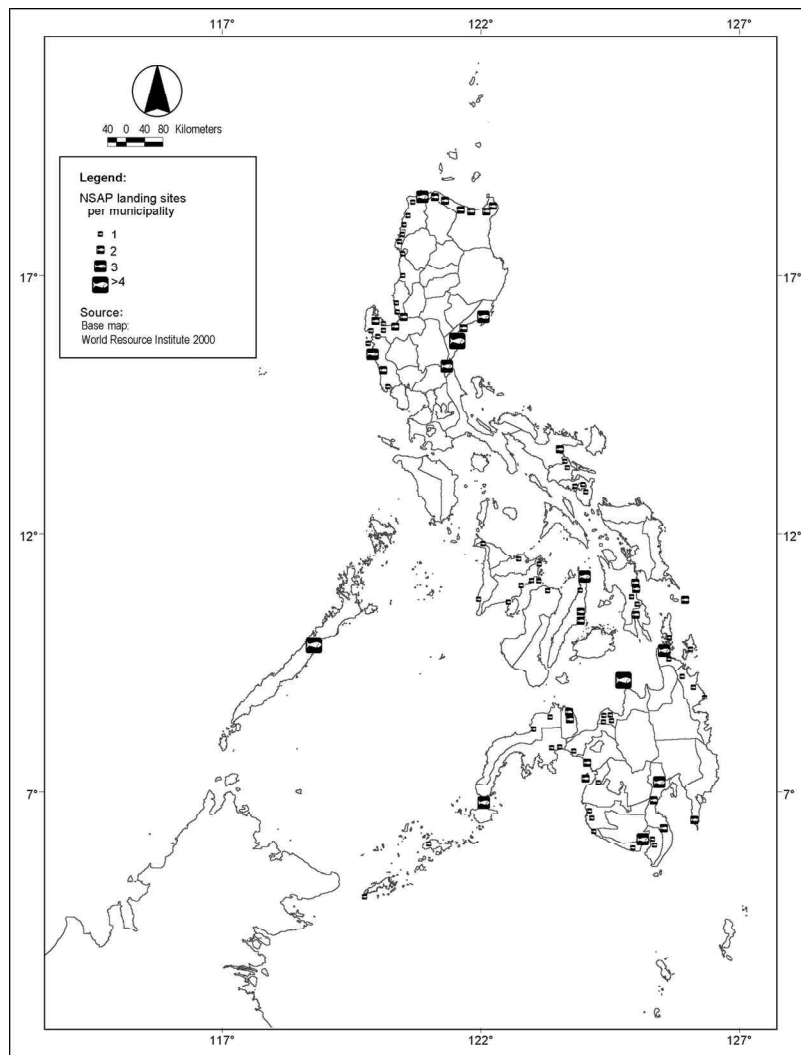 117°
122°
127°
40 0 40 80 Kilometers
Legend:
NSAP landing sites
per municipality
1
2
3
>4
Source:
Base map:
World Resource Institute 2000
17°
17°
12°
12°
7°
7°
117°
122°
127°